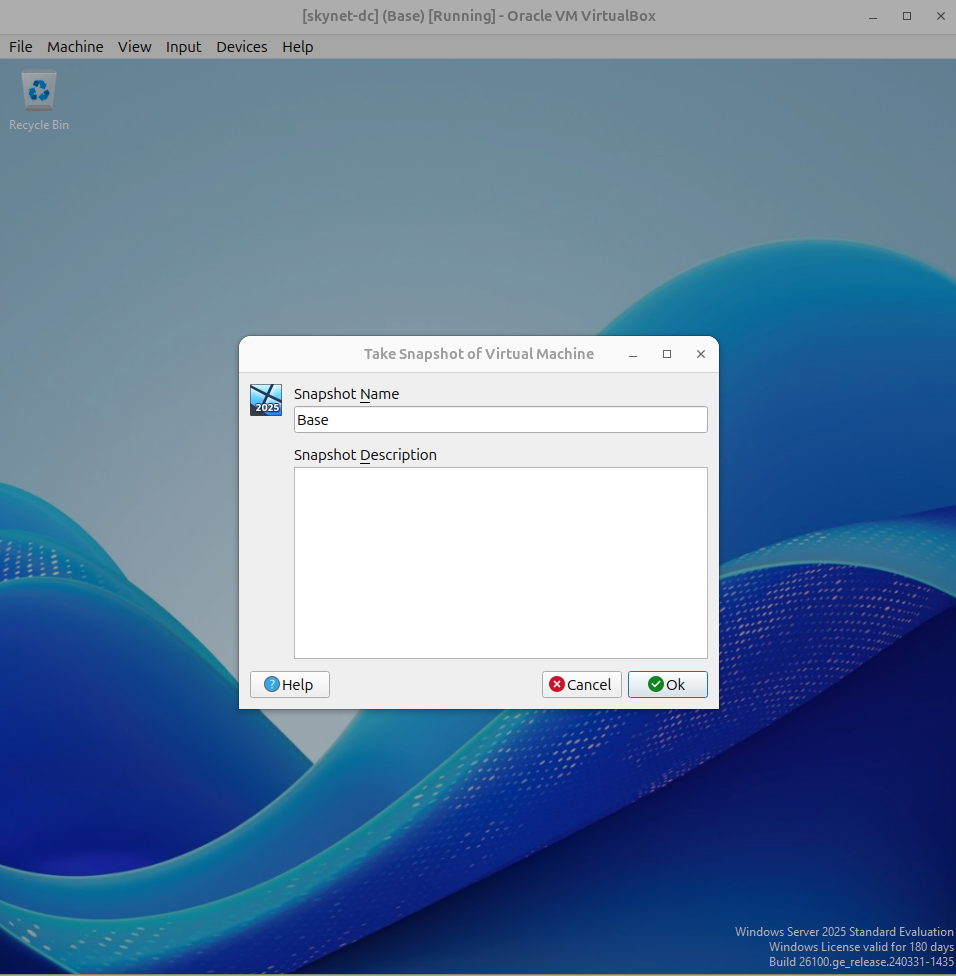 [skynet-dc] (Base) [Running] - Oracle VM VirtualBox
File Machine View Input Devices Help
Recycle Bin
Take Snapshot of Virtual Machine
2025
Snapshot Name
Base
Snapshot Description
Help Cancel Ok
Windows Server 2025 Standard Evaluation
Windows License valid for 180 days
Build 26100.ge_release.240331-1435